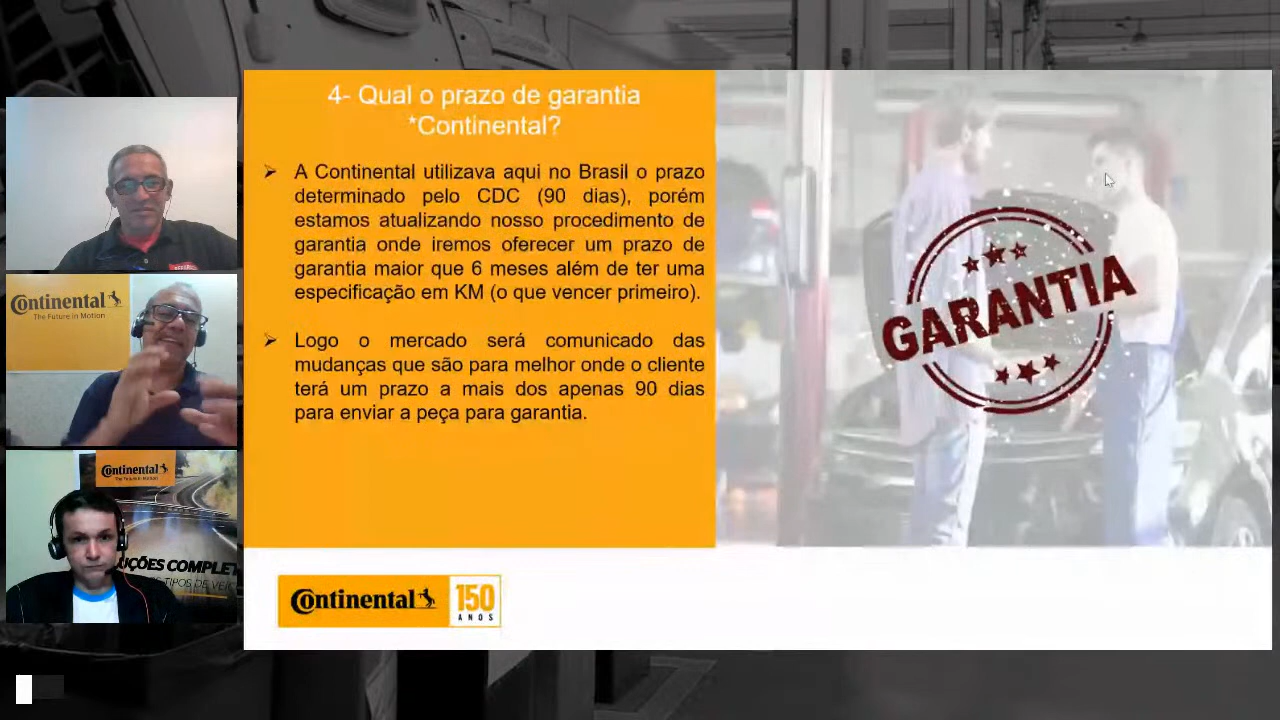 4- Qual o prazo de garantia
*Continental?
➢ A Continental utilizava aqui no Brasil o prazo
determinado pelo CDC (90 dias), porém
estamos atualizando nosso procedimento de
garantia onde iremos oferecer um prazo de
garantia maior que 6 meses além de ter uma
especificação em KM (o que vencer primeiro).
➢ Logo o mercado será comunicado das
mudanças que são para melhor onde o cliente
terá um prazo a mais dos apenas 90 dias
para enviar a peça para garantia.
GARANTIA
Continental
150
ANOS
Continental
The Future in Motion
Continental
The Future in Motion
UÇÕES COMPLET
OS TIPOS DE VEÍC